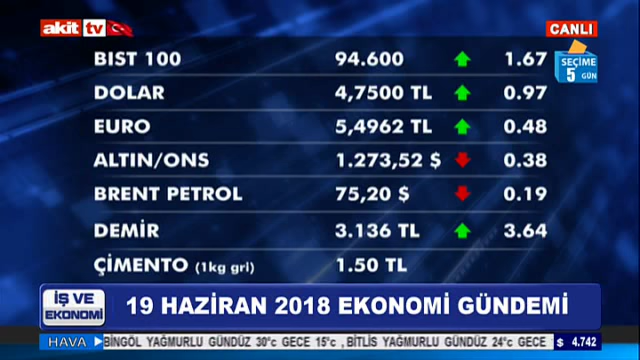 akit tv
CANLI
BIST 100 94.600 1.67
SEÇİME
5 GÜN
DOLAR 4,7500 TL 0.97
EURO 5,4962 TL 0.48
ALTIN/ONS 1.273,52 $ 0.38
BRENT PETROL 75,20 $ 0.19
DEMİR 3.136 TL 3.64
ÇİMENTO (1kg gri) 1.50 TL
İŞ VE
EKONOMİ
19 HAZİRAN 2018 EKONOMİ GÜNDEMİ
HAVA BİNGÖL YAĞMURLU GÜNDÜZ 30°c GECE 15°c , BİTLİS YAĞMURLU GÜNDÜZ 24°c GECE $ 4.742